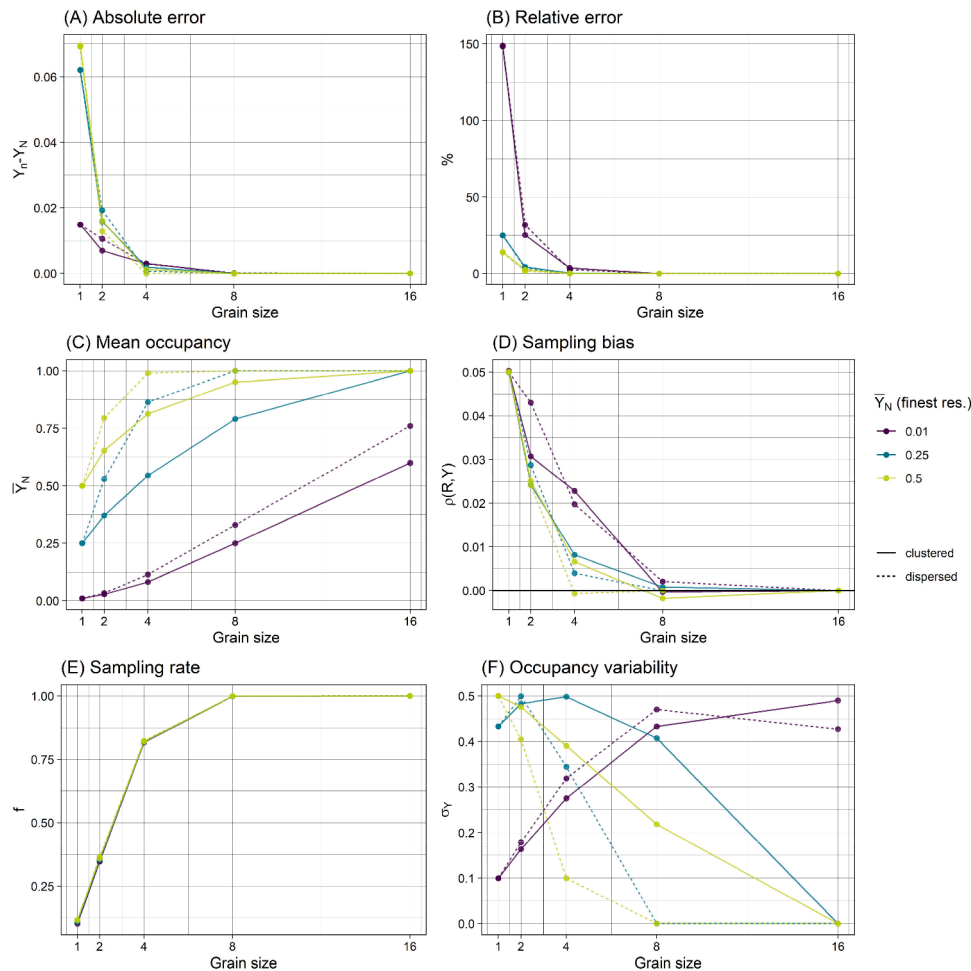 (A) Absolute error
0.06
0.04
0.02
0.00
Yn-YN
1 2 4 8 16
Grain size
(B) Relative error
150
100
50
0
%
1 2 4 8 16
Grain size
(C) Mean occupancy
1.00
0.75
0.50
0.25
0.00
Y̅N
1 2 4 8 16
Grain size
(D) Sampling bias
0.05
0.04
0.03
0.02
0.01
0.00
ρ(R,Y)
1 2 4 8 16
Grain size
Y̅N (finest res.)
0.01
0.25
0.5
clustered
dispersed
(E) Sampling rate
1.00
0.75
0.50
0.25
f
1 2 4 8 16
Grain size
(F) Occupancy variability
0.5
0.4
0.3
0.2
0.1
0.0
σY
1 2 4 8 16
Grain size